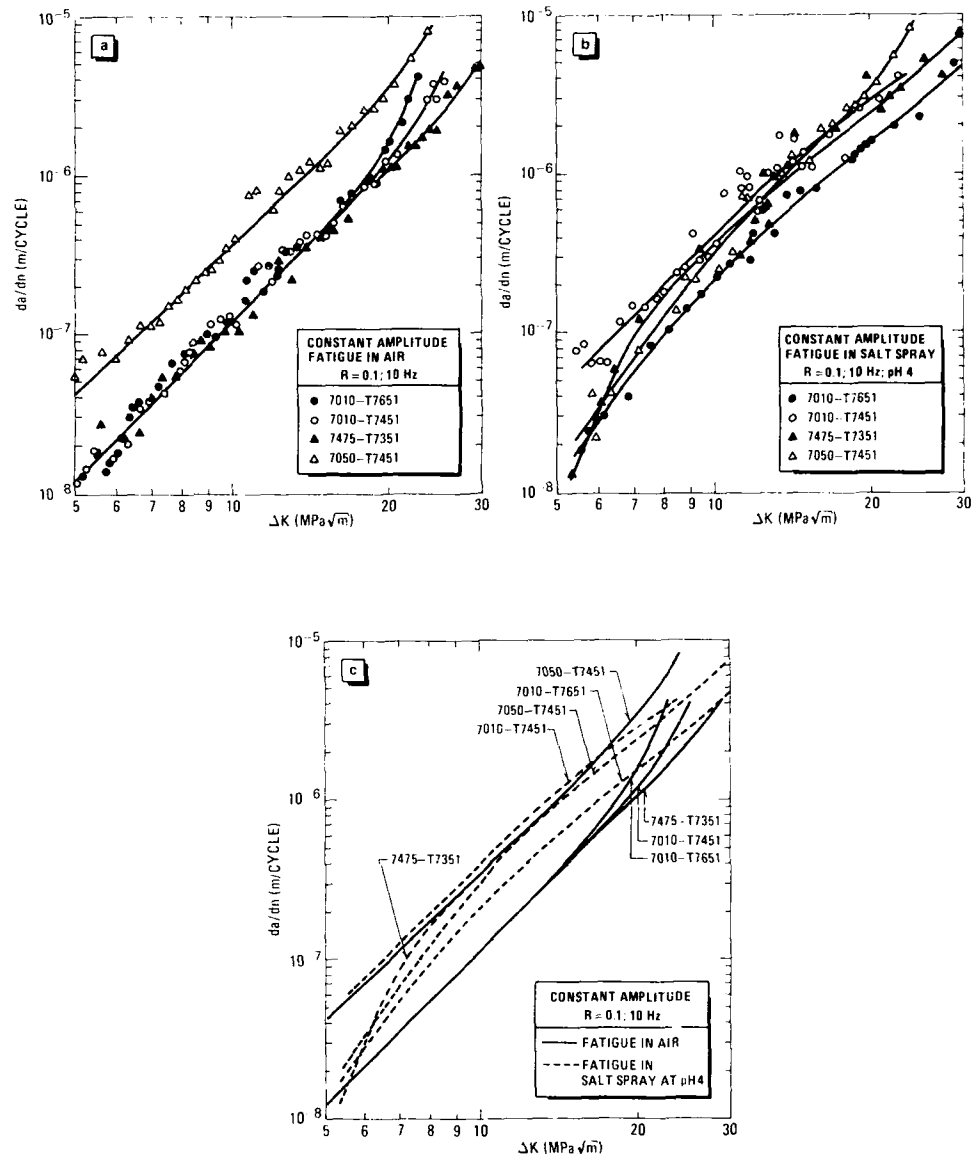 a
10⁻⁵
10⁻⁶
10⁻⁷
10⁻⁸
da/dn (m/CYCLE)
CONSTANT AMPLITUDE
FATIGUE IN AIR
R = 0.1; 10 Hz
● 7010-T7651
○ 7010-T7451
▲ 7475-T7351
△ 7050-T7451
5 6 7 8 9 10 20 30
ΔK (MPa√m)
b
10⁻⁵
10⁻⁶
10⁻⁷
10⁻⁸
da/dn (m/CYCLE)
CONSTANT AMPLITUDE
FATIGUE IN SALT SPRAY
R = 0.1; 10 Hz; pH 4
● 7010-T7651
○ 7010-T7451
▲ 7475-T7351
△ 7050-T7451
5 6 7 8 9 10 20 30
ΔK (MPa√m)
c
10⁻⁵
10⁻⁶
10⁻⁷
10⁻⁸
da/dn (m/CYCLE)
7050-T7451
7010-T7651
7050-T7451
7010-T7451
7475-T7351
7475-T7351
7010-T7451
7010-T7651
CONSTANT AMPLITUDE
R = 0.1; 10 Hz
FATIGUE IN AIR
FATIGUE IN
SALT SPRAY AT pH4
5 6 7 8 9 10 20 30
ΔK (MPa√m)